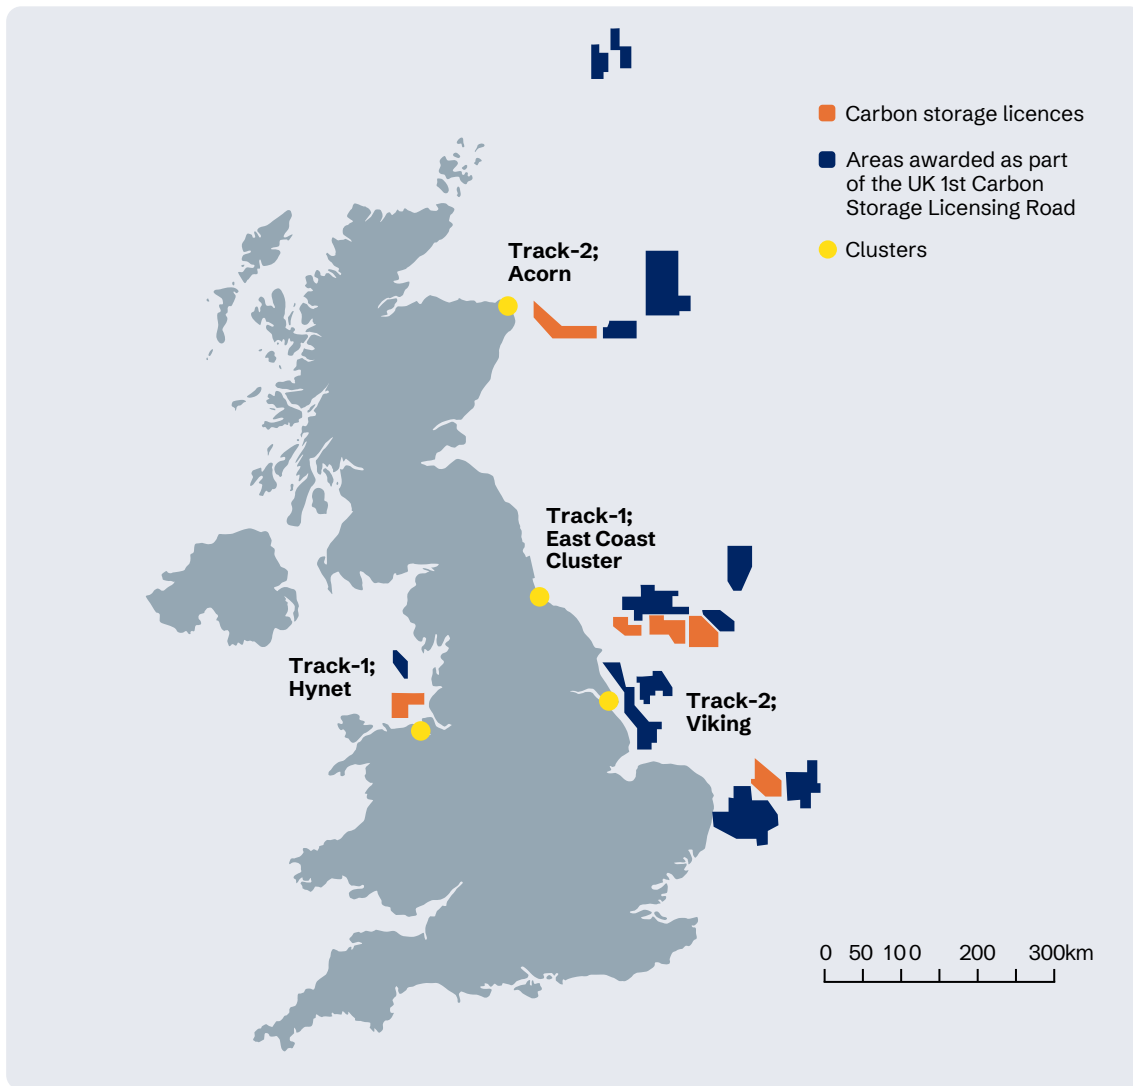 Carbon storage licences
Areas awarded as part
of the UK 1st Carbon
Storage Licensing Road
Clusters
Track-2;
Acorn
Track-1;
East Coast
Cluster
Track-1;
Hynet
Track-2;
Viking
0 50 100 200 300km